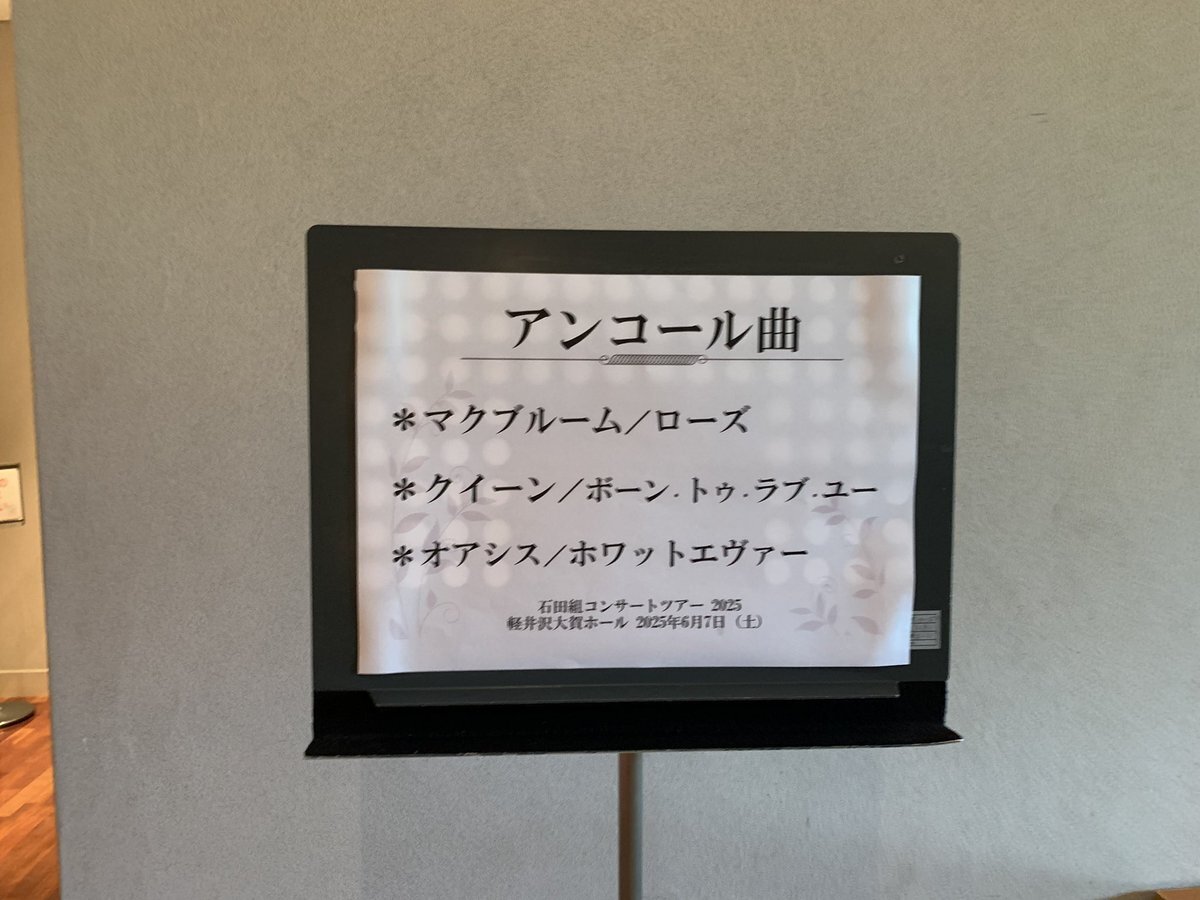 アンコール曲
＊マクブルーム／ローズ
＊クイーン／ボーン・トゥ・ラブ・ユー
＊オアシス／ホワットエヴァー
石田組コンサートツアー 2025
軽井沢大賀ホール 2025年6月7日（土）